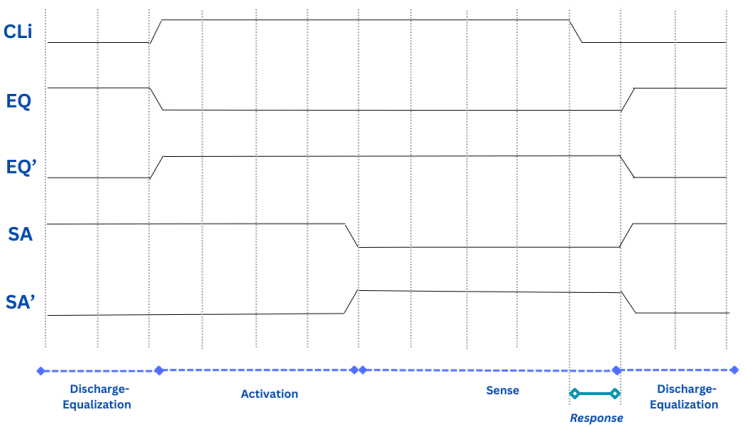 CLi
EQ
EQ’
SA
SA’
Discharge-
Equalization
Activation
Sense
Response
Discharge-
Equalization